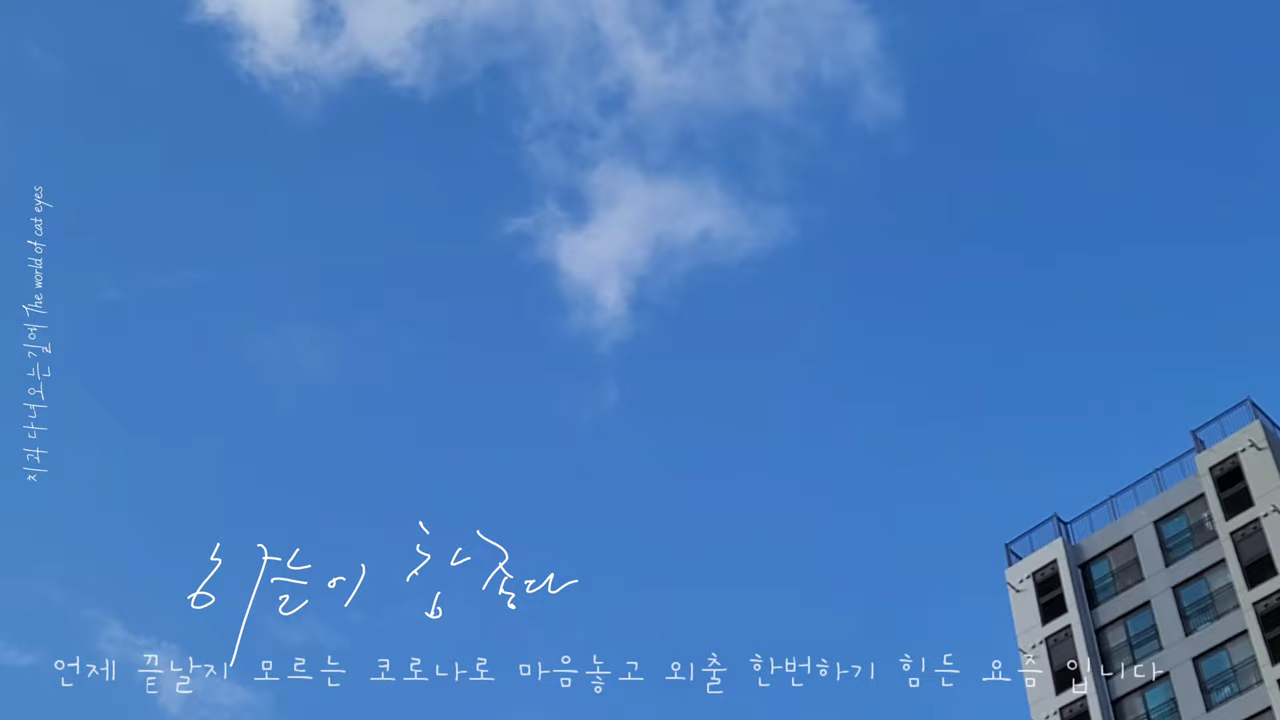 치과 다녀오는길에 The world of cat eyes
하늘이 참 좋다
언제 끝날지 모르는 코로나로 마음놓고 외출 한번하기 힘든 요즘 입니다